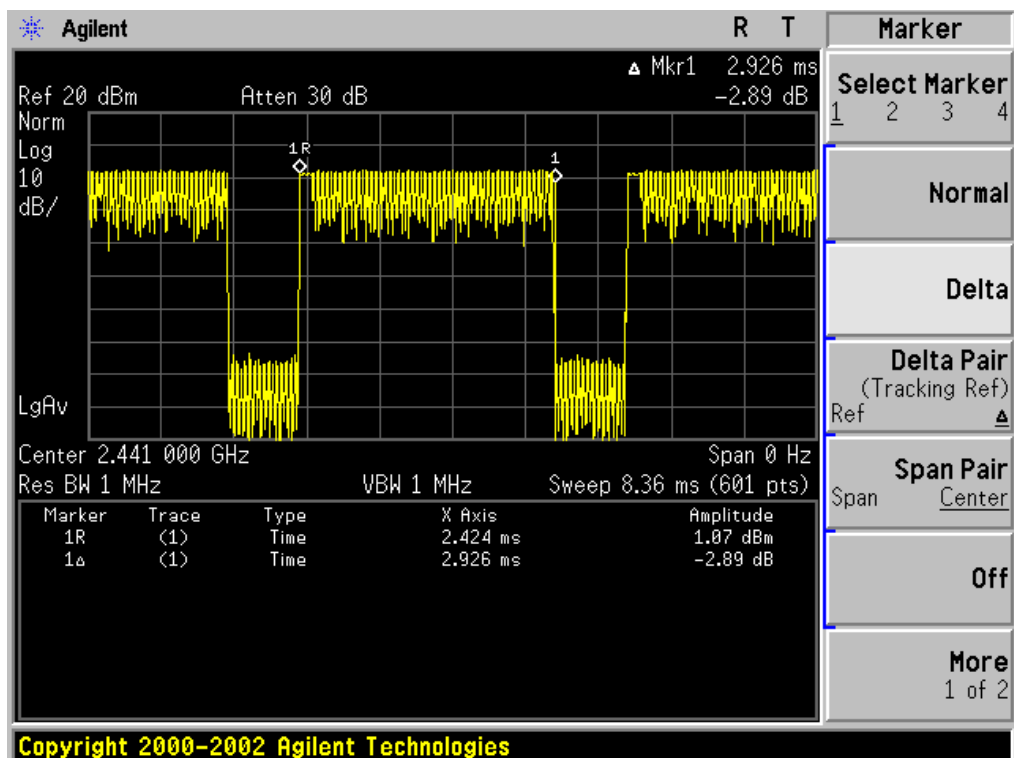 Agilent R T
Δ Mkr1 2.926 ms
Ref 20 dBm Atten 30 dB -2.89 dB
Norm
Log
10
dB/
1R
1
LgAv
Center 2.441 000 GHz Span 0 Hz
Res BW 1 MHz VBW 1 MHz Sweep 8.36 ms (601 pts)
Marker Trace Type X Axis Amplitude
1R (1) Time 2.424 ms 1.07 dBm
1Δ (1) Time 2.926 ms -2.89 dB
Marker
Select Marker
1 2 3 4
Normal
Delta
Delta Pair
(Tracking Ref)
Ref Δ
Span Pair
Span Center
Off
More
1 of 2
Copyright 2000-2002 Agilent Technologies